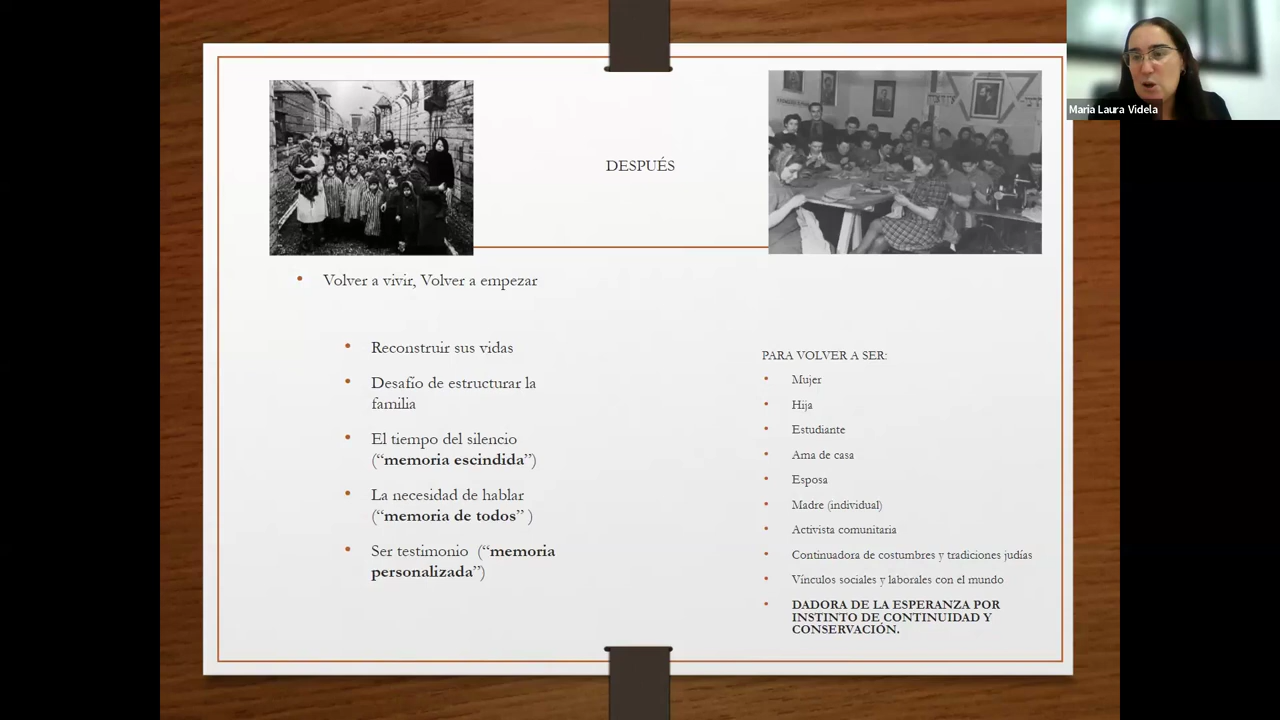 Maria Laura Videla
DESPUÉS
• Volver a vivir, Volver a empezar
• Reconstruir sus vidas
• Desafío de estructurar la
familia
• El tiempo del silencio
(“memoria escindida”)
• La necesidad de hablar
(“memoria de todos” )
• Ser testimonio (“memoria
personalizada”)
PARA VOLVER A SER:
• Mujer
• Hija
• Estudiante
• Ama de casa
• Esposa
• Madre (individual)
• Activista comunitaria
• Continuadora de costumbres y tradiciones judías
• Vínculos sociales y laborales con el mundo
• DADORA DE LA ESPERANZA POR
INSTINTO DE CONTINUIDAD Y
CONSERVACIÓN.